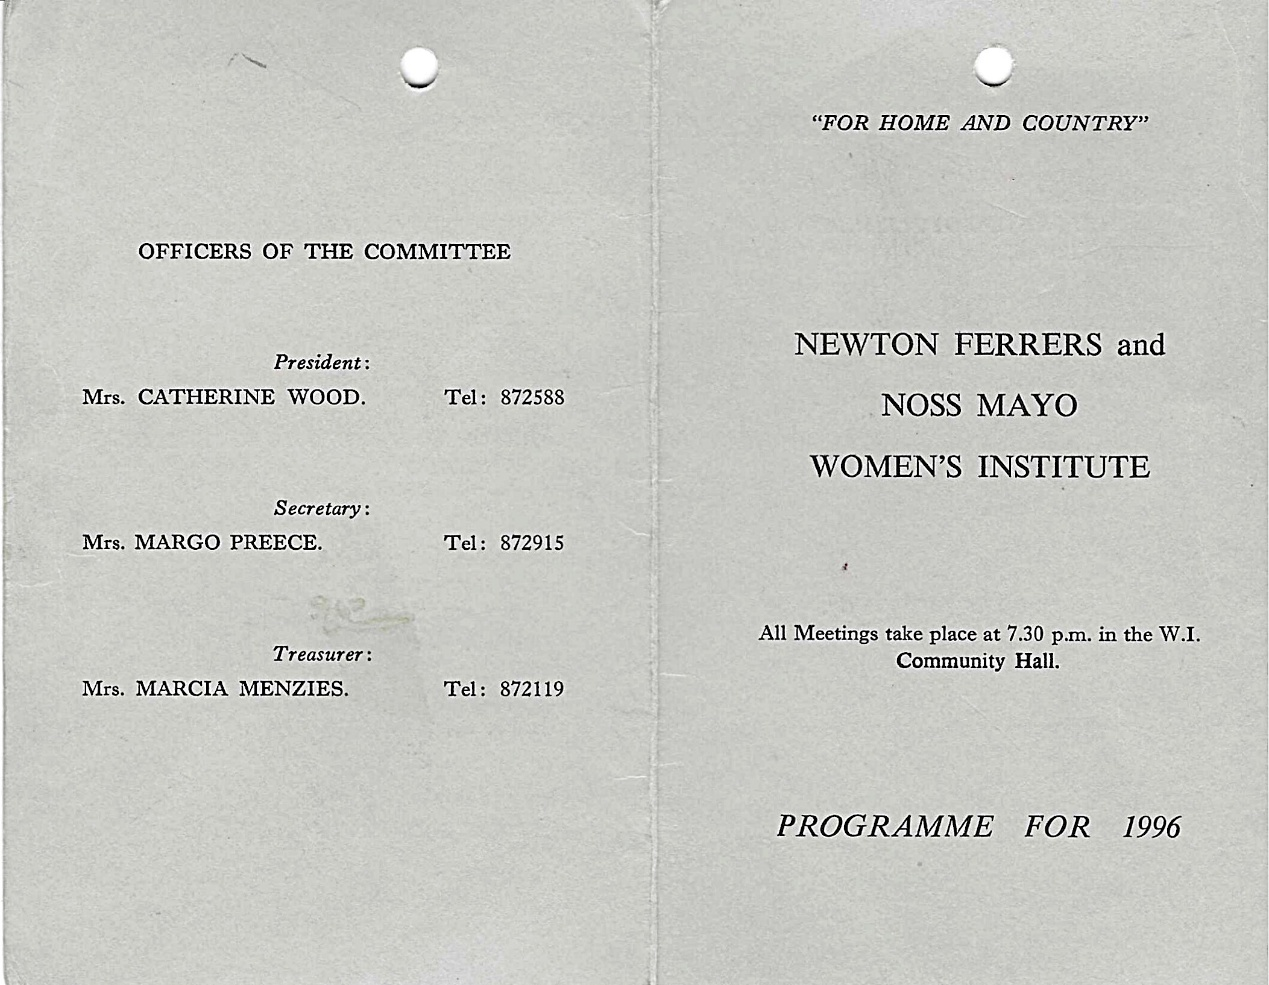 OFFICERS OF THE COMMITTEE
President:
Mrs. CATHERINE WOOD. Tel: 872588
Secretary:
Mrs. MARGO PREECE. Tel: 872915
Treasurer:
Mrs. MARCIA MENZIES. Tel: 872119
"FOR HOME AND COUNTRY"
NEWTON FERRERS and
NOSS MAYO
WOMEN'S INSTITUTE
All Meetings take place at 7.30 p.m. in the W.I.
Community Hall.
PROGRAMME FOR 1996